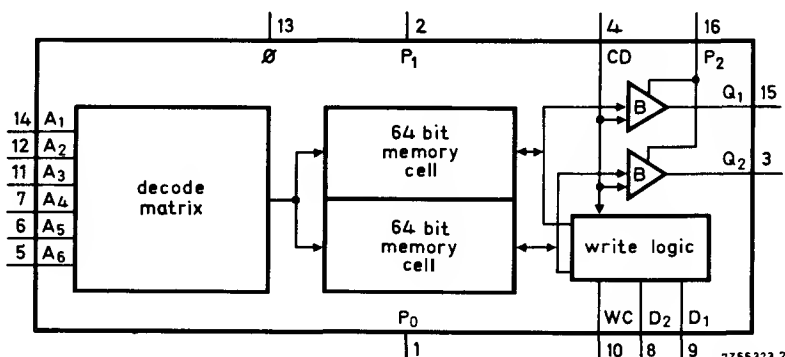 13 2 4 16
Ø P₁ CD P₂
14 A₁
12 A₂
11 A₃
7 A₄
6 A₅
5 A₆
decode
matrix
64 bit
memory
cell
64 bit
memory
cell
B
Q₁ 15
B
Q₂ 3
write logic
P₀ WC D₂ D₁
1 10 8 9
7Z55323.2